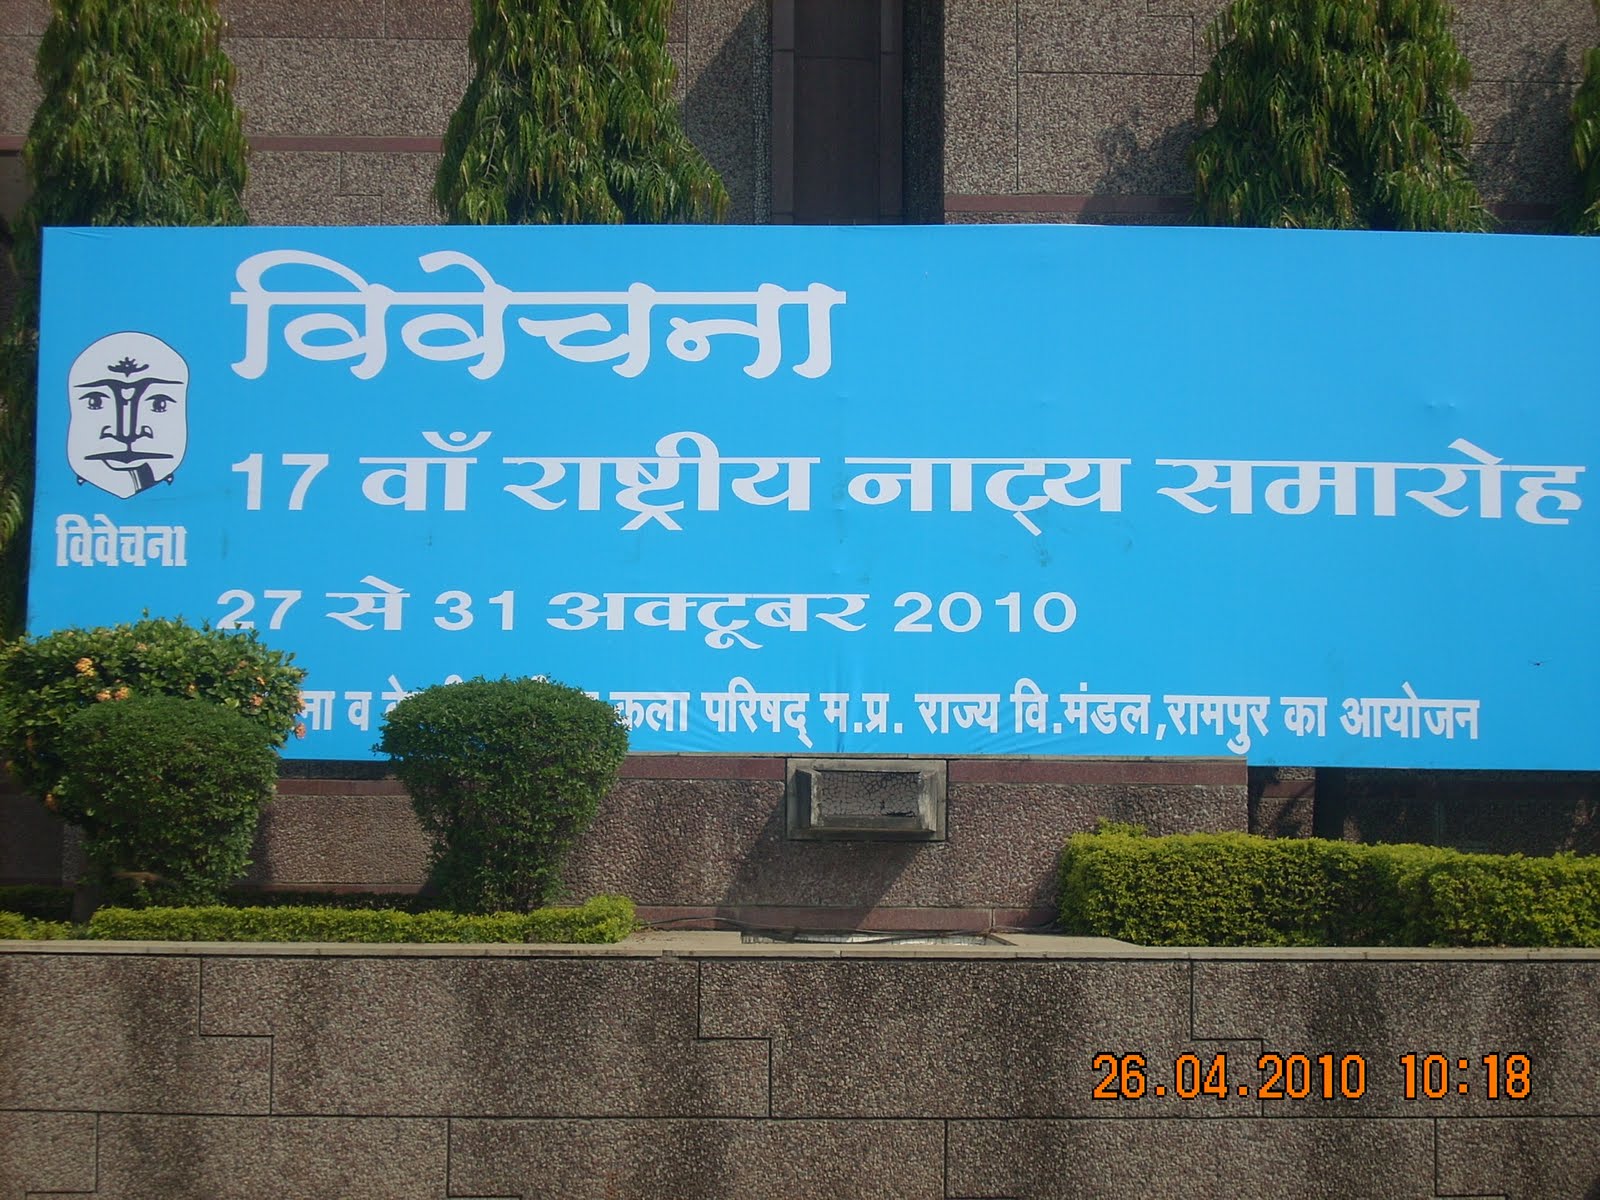 विवेचना
17 वाँ राष्ट्रीय नाट्य समारोह
विवेचना
27 से 31 अक्टूबर 2010
व कला परिषद् म.प्र. राज्य वि.मंडल,रामपुर का आयोजन
26.04.2010 10:18